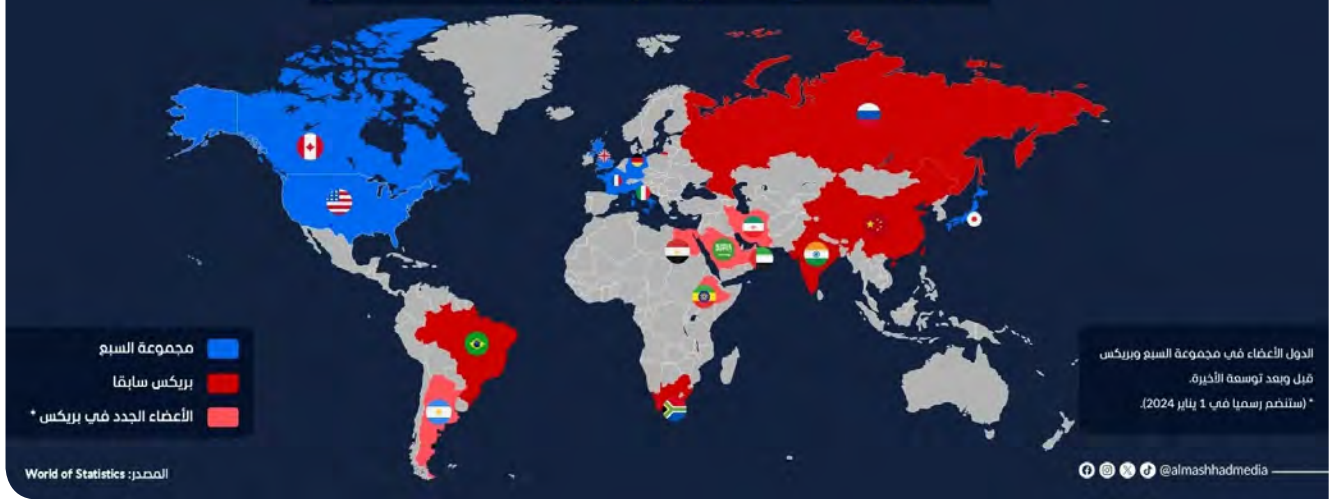 مجموعة السبع
بريكس سابقا
الأعضاء الجدد في بريكس *
الدول الأعضاء في مجموعة السبع وبريكس
قبل وبعد توسعة الأخيرة.
* (ستنضم رسميا في 1 يناير 2024).
المصدر: World of Statistics
@almashhadmedia